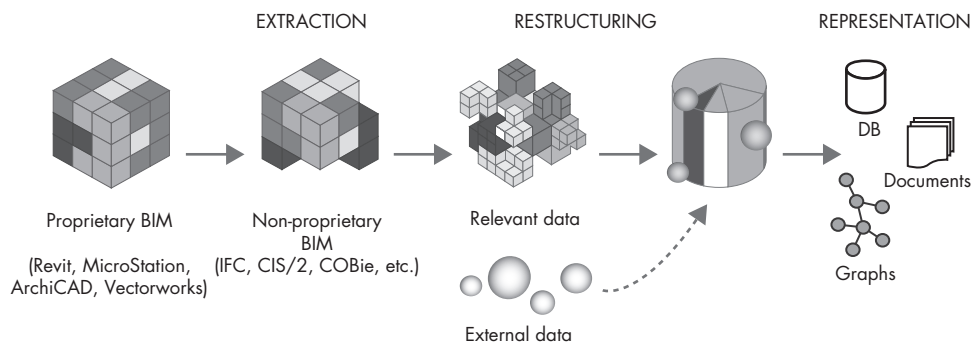 EXTRACTION
RESTRUCTURING
REPRESENTATION
DB
Documents
Graphs
Proprietary BIM
(Revit, MicroStation,
ArchiCAD, Vectorworks)
Non-proprietary
BIM
(IFC, CIS/2, COBie, etc.)
Relevant data
External data